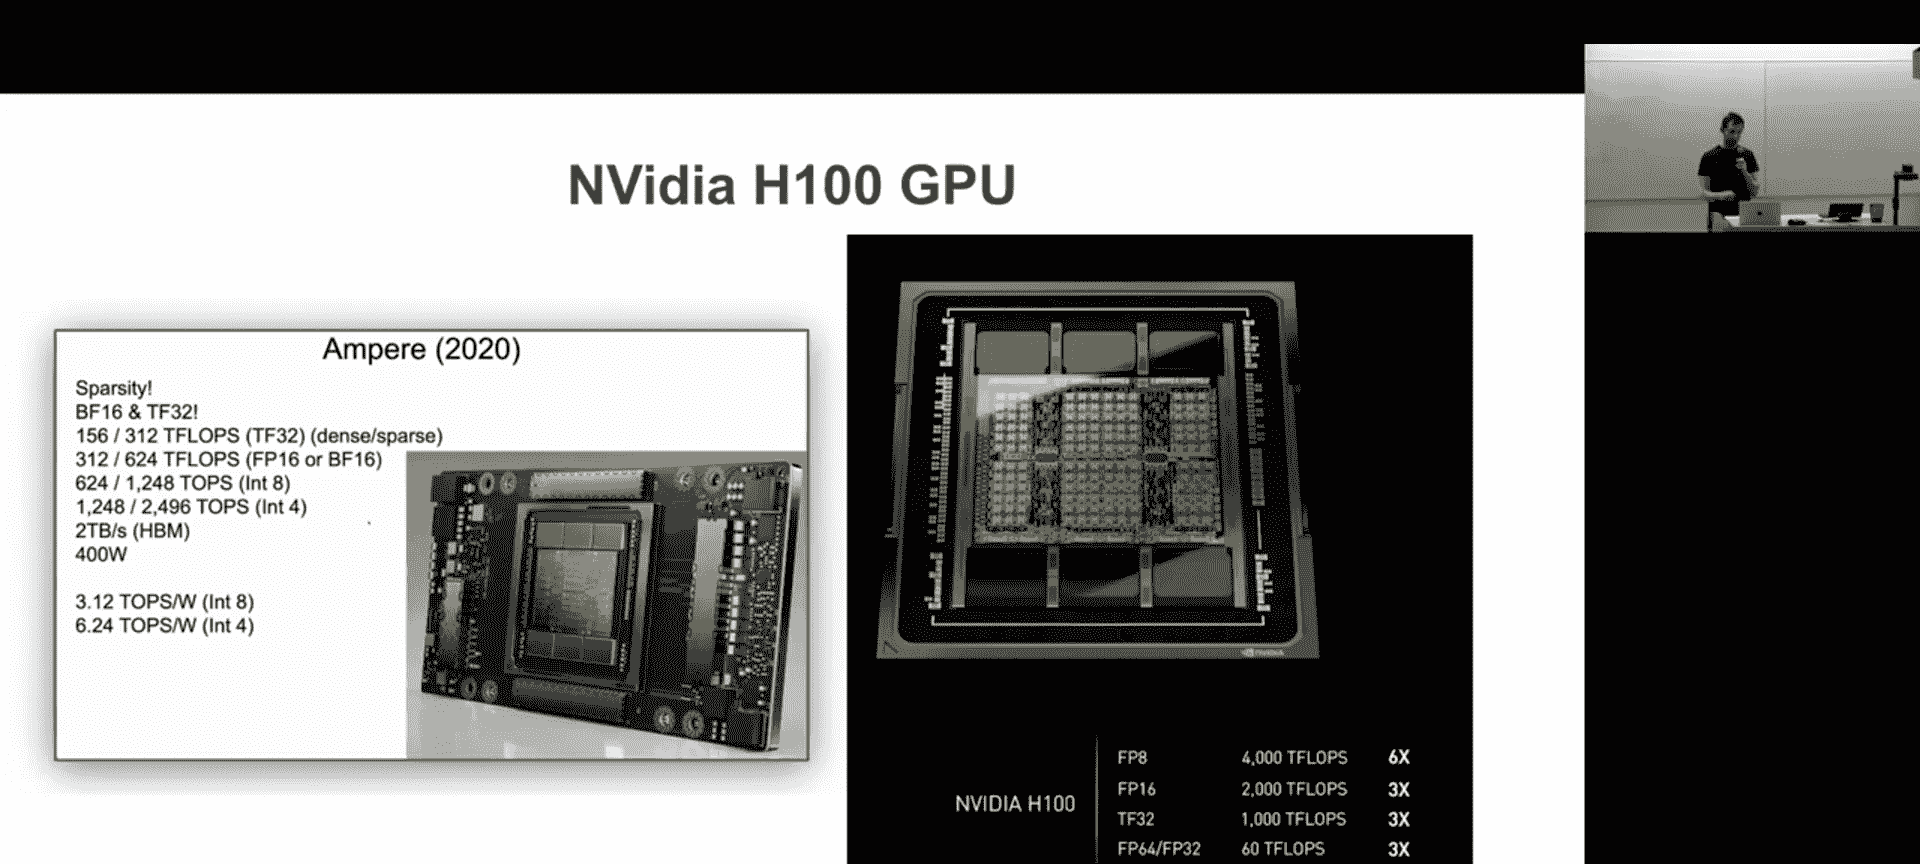 NVidia H100 GPU
Ampere (2020)
Sparsity!
BF16 & TF32!
156 / 312 TFLOPS (TF32) (dense/sparse)
312 / 624 TFLOPS (FP16 or BF16)
624 / 1,248 TOPS (Int 8)
1,248 / 2,496 TOPS (Int 4)
2TB/s (HBM)
400W
3.12 TOPS/W (Int 8)
6.24 TOPS/W (Int 4)
NVIDIA
NVIDIA H100
FP8 4,000 TFLOPS 6X
FP16 2,000 TFLOPS 3X
TF32 1,000 TFLOPS 3X
FP64/FP32 60 TFLOPS 3X